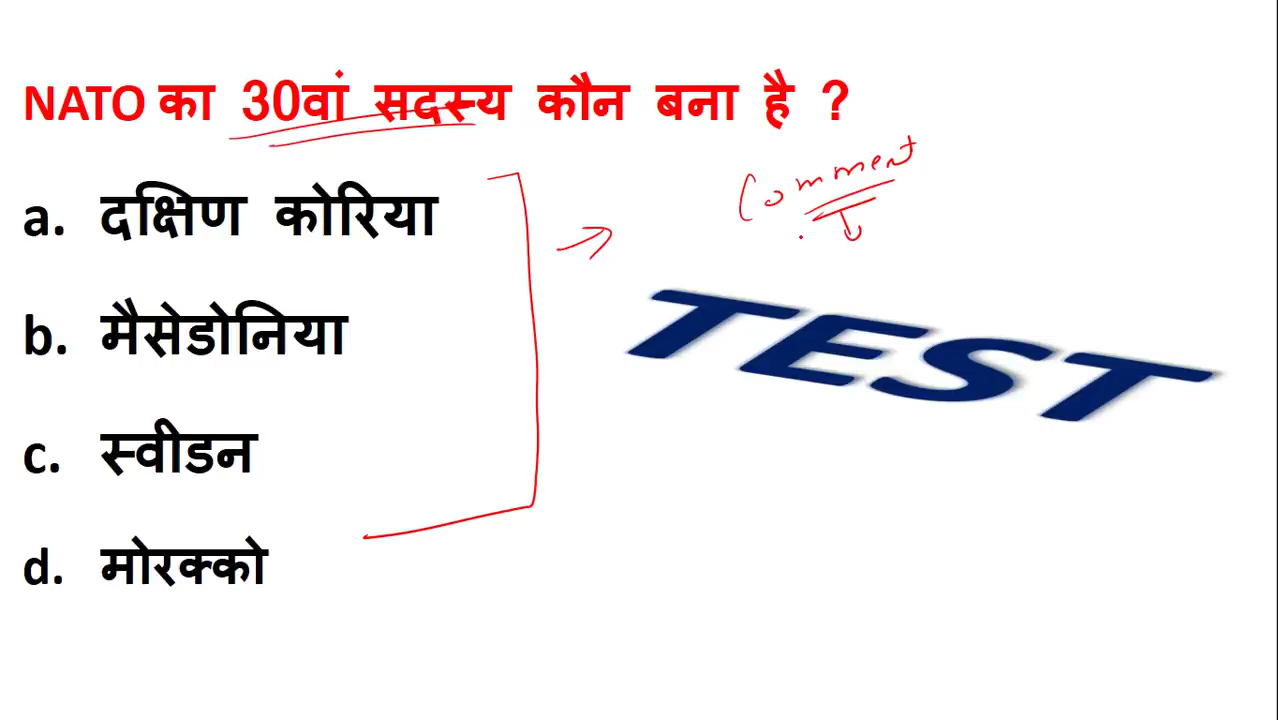 NATO का 30वां सदस्य कौन बना है ?
Comment
a. दक्षिण कोरिया
b. मैसेडोनिया
TEST
c. स्वीडन
d. मोरक्को